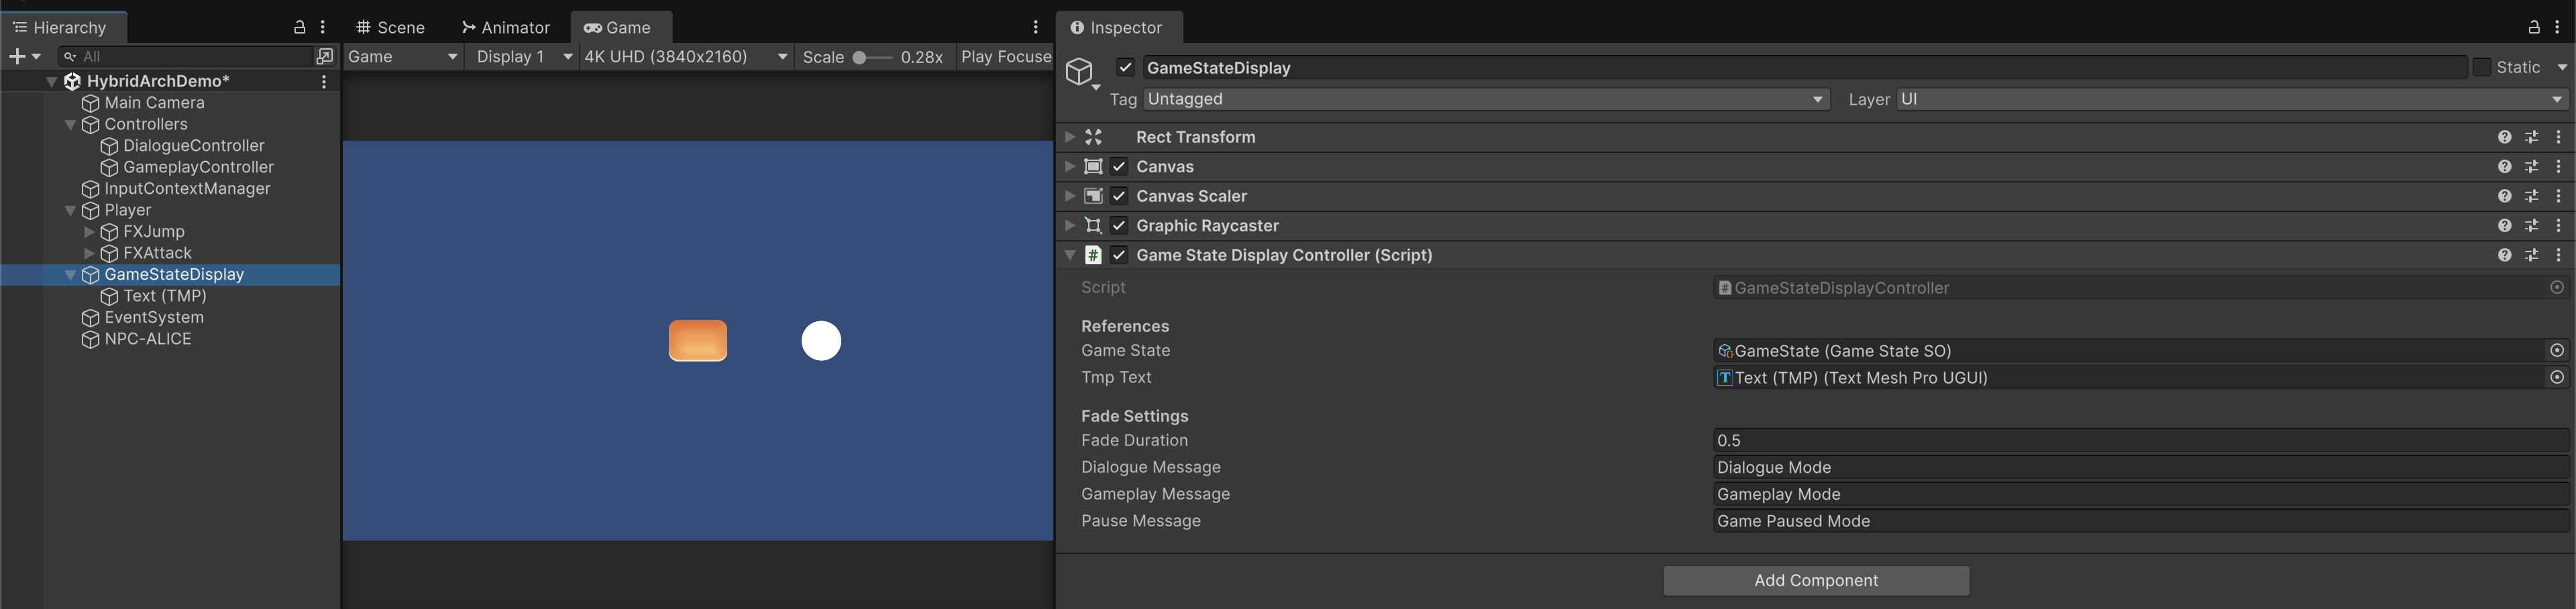 Hierarchy
All
HybridArchDemo*
Main Camera
Controllers
DialogueController
GameplayController
InputContextManager
Player
FXJump
FXAttack
GameStateDisplay
Text (TMP)
EventSystem
NPC-ALICE
Scene Animator Game
Game Display 1 4K UHD (3840x2160) Scale 0.28x Play Focuse
Inspector
GameStateDisplay Static
Tag Untagged Layer UI
Rect Transform
Canvas
Canvas Scaler
Graphic Raycaster
# Game State Display Controller (Script)
Script GameStateDisplayController
References
Game State GameState (Game State SO)
Tmp Text Text (TMP) (Text Mesh Pro UGUI)
Fade Settings
Fade Duration 0.5
Dialogue Message Dialogue Mode
Gameplay Message Gameplay Mode
Pause Message Game Paused Mode
Add Component